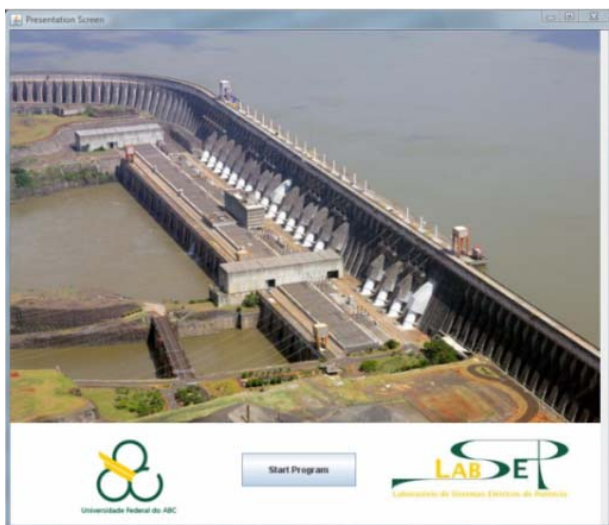 Presentation Screen
Start Program
LABSEP
Universidade Federal do ABC
Laboratório de Sistemas Elétricos de Potência